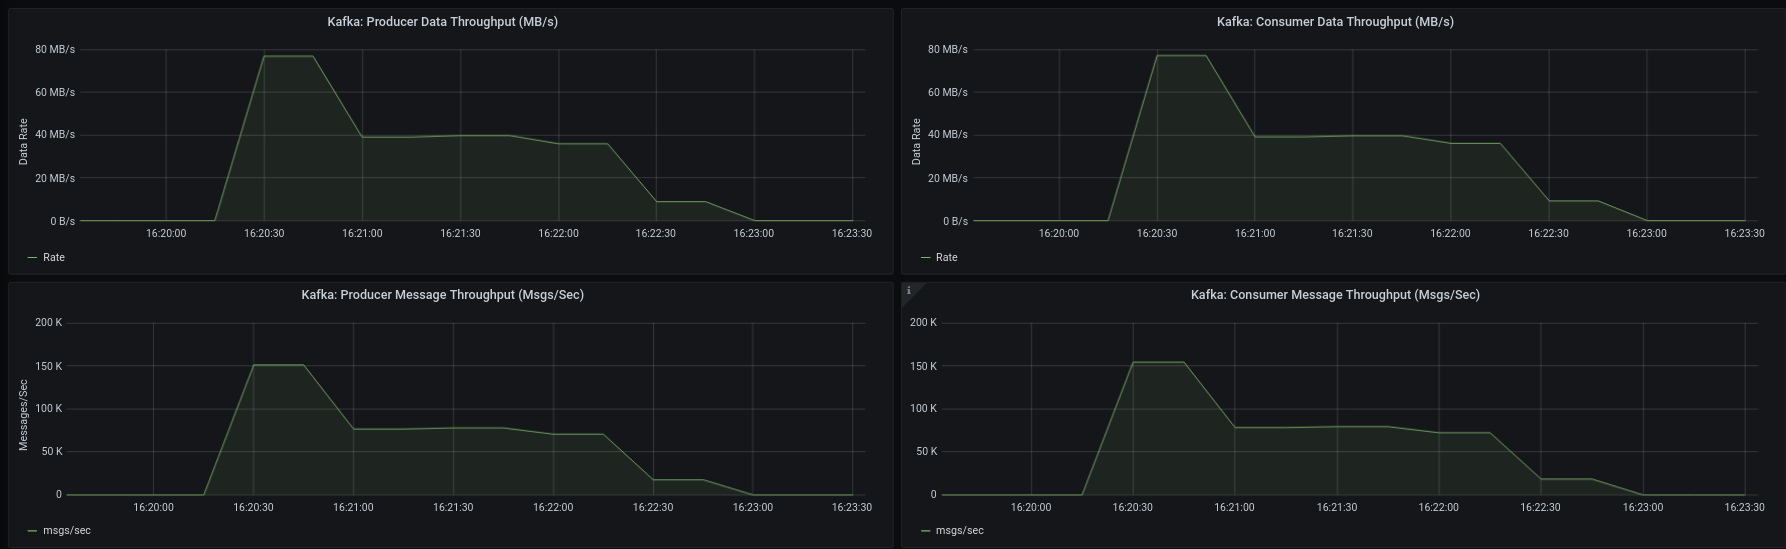 Kafka: Producer Data Throughput (MB/s)
80 MB/s
60 MB/s
40 MB/s
20 MB/s
0 B/s
Data Rate
16:20:00 16:20:30 16:21:00 16:21:30 16:22:00 16:22:30 16:23:00 16:23:30
Rate
Kafka: Consumer Data Throughput (MB/s)
80 MB/s
60 MB/s
40 MB/s
20 MB/s
0 B/s
Data Rate
16:20:00 16:20:30 16:21:00 16:21:30 16:22:00 16:22:30 16:23:00 16:23:30
Rate
Kafka: Producer Message Throughput (Msgs/Sec)
200 K
150 K
100 K
50 K
0
Messages/Sec
16:20:00 16:20:30 16:21:00 16:21:30 16:22:00 16:22:30 16:23:00 16:23:30
msgs/sec
i
Kafka: Consumer Message Throughput (Msgs/Sec)
200 K
150 K
100 K
50 K
0
16:20:00 16:20:30 16:21:00 16:21:30 16:22:00 16:22:30 16:23:00 16:23:30
msgs/sec